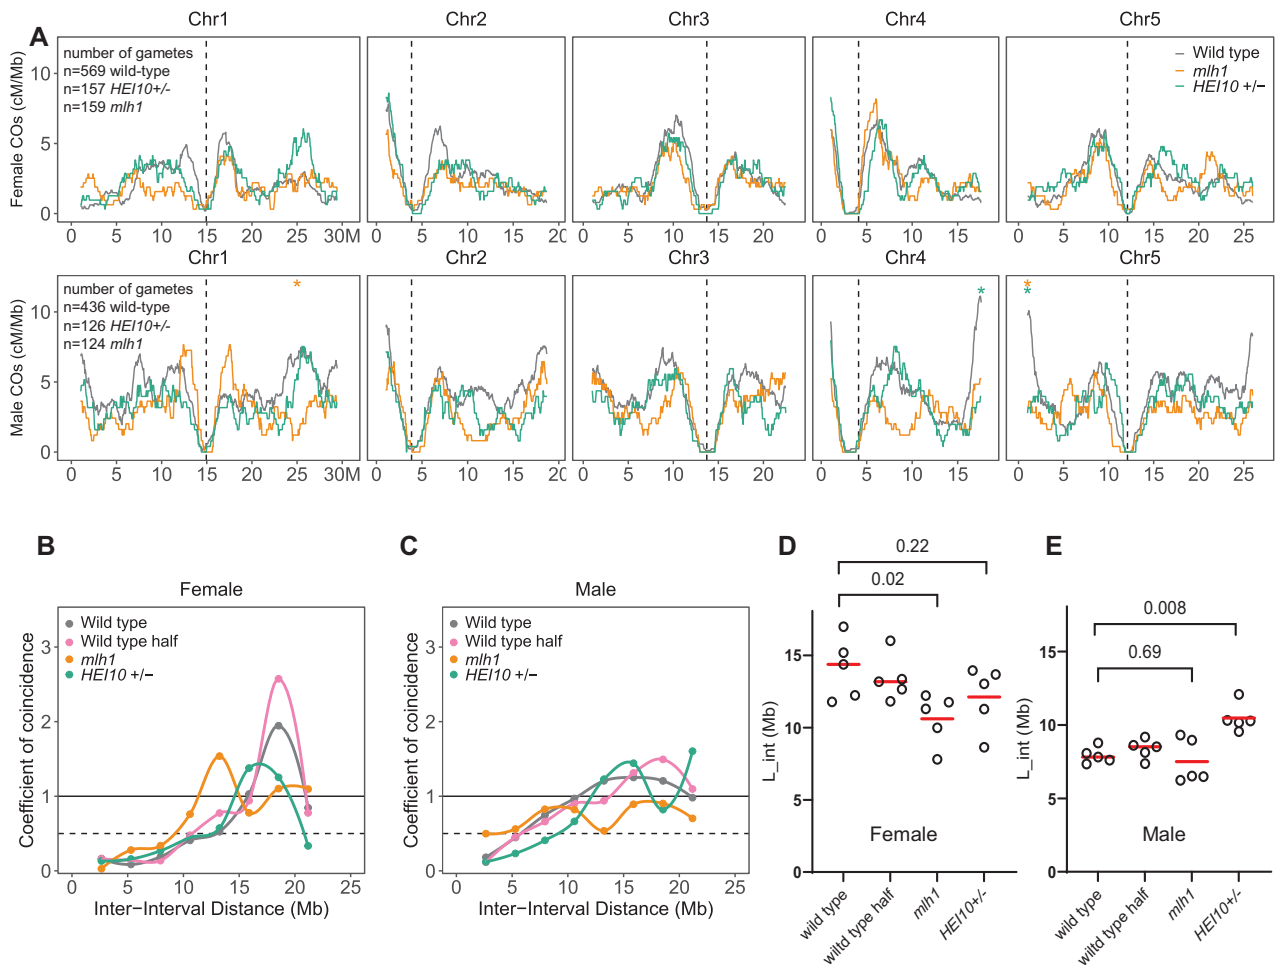 A
Chr1 Chr2 Chr3 Chr4 Chr5
Female COs (cM/Mb)
number of gametes
n=569 wild-type
n=157 HEI10+/-
n=159 mlh1
Wild type
mlh1
HEI10 +/−
10
5
0
0 5 10 15 20 25 30M 0 5 10 15 20 0 5 10 15 20 0 5 10 15 0 5 10 15 20 25
Chr1 Chr2 Chr3 Chr4 Chr5
Male COs (cM/Mb)
number of gametes
n=436 wild-type
n=126 HEI10+/-
n=124 mlh1
*
*
*
*
10
5
0
0 5 10 15 20 25 30M 0 5 10 15 20 0 5 10 15 20 0 5 10 15 0 5 10 15 20 25
B
Female
Coefficient of coincidence
Wild type
Wild type half
mlh1
HEI10 +/−
3
2
1
0
0 5 10 15 20 25
Inter−Interval Distance (Mb)
C
Male
Coefficient of coincidence
Wild type
Wild type half
mlh1
HEI10 +/−
3
2
1
0
0 5 10 15 20 25
Inter−Interval Distance (Mb)
D
0.22
0.02
L_int (Mb)
15
10
5
0
Female
wild type
wiltd type half
mlh1
HEI10+/-
E
0.008
0.69
L_int (Mb)
15
10
5
0
Male
wild type
wiltd type half
mlh1
HEI10+/-